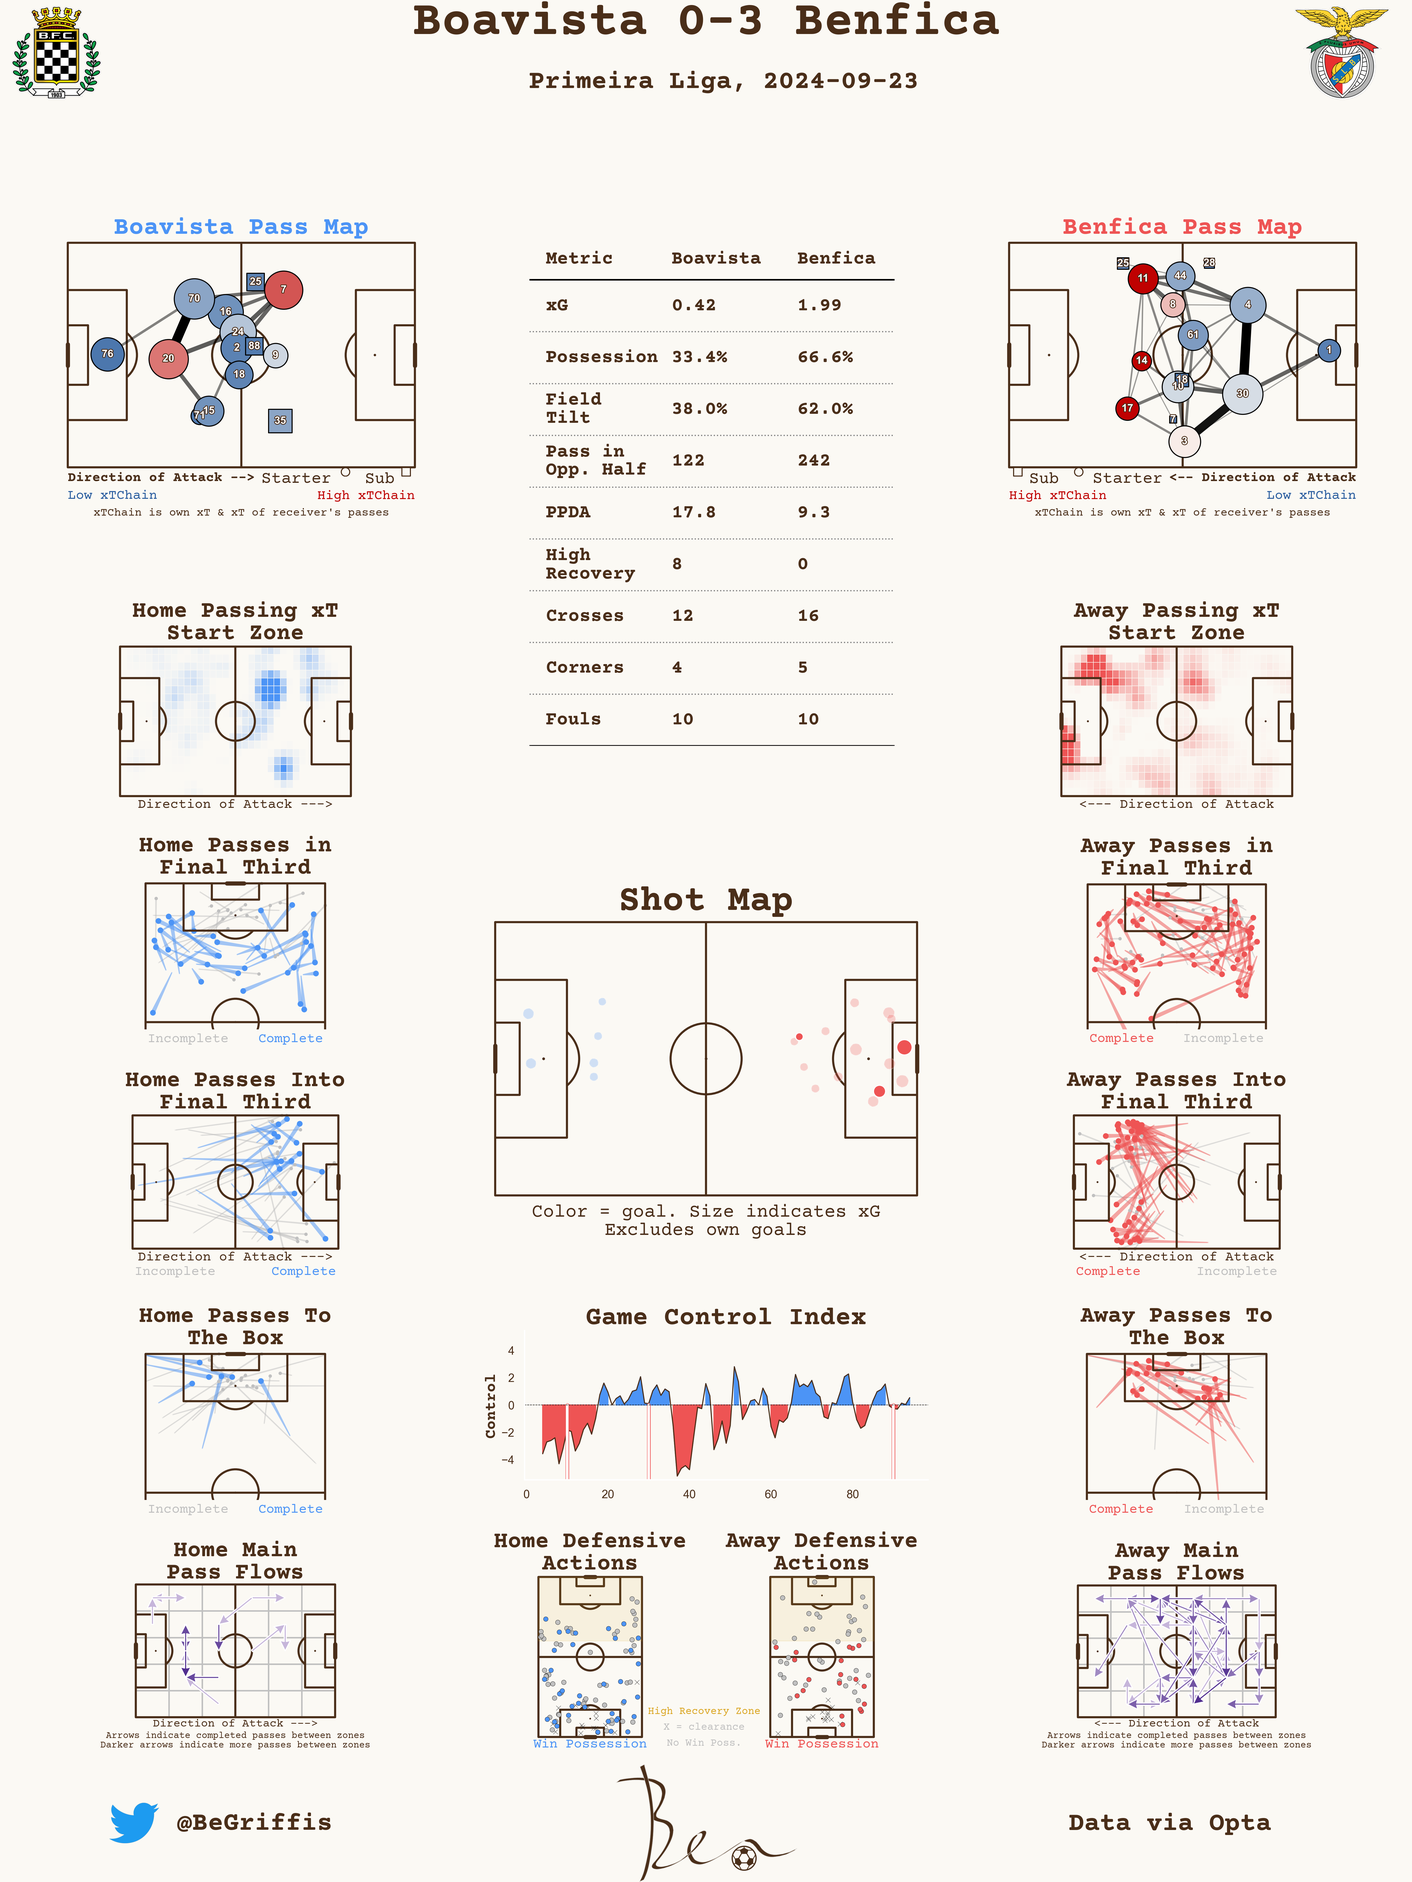 Boavista 0-3 Benfica
B.F.C.
1903
Primeira Liga, 2024-09-23
Boavista Pass Map
76
70
20
16
24
2
88
18
9
25
7
15
71
35
Direction of Attack --> Starter Sub
Low xTChain High xTChain
xTChain is own xT & xT of receiver's passes
Metric Boavista Benfica
xG 0.42 1.99
Possession 33.4% 66.6%
Field
Tilt 38.0% 62.0%
Pass in
Opp. Half 122 242
PPDA 17.8 9.3
High
Recovery 8 0
Crosses 12 16
Corners 4 5
Fouls 10 10
Benfica Pass Map
25
11
44
28
8
4
61
14
1
18
10
30
17
7
3
Sub Starter <-- Direction of Attack
High xTChain Low xTChain
xTChain is own xT & xT of receiver's passes
Home Passing xT
Start Zone
Direction of Attack --->
Away Passing xT
Start Zone
<--- Direction of Attack
Home Passes in
Final Third
Incomplete Complete
Away Passes in
Final Third
Complete Incomplete
Shot Map
Color = goal. Size indicates xG
Excludes own goals
Home Passes Into
Final Third
Direction of Attack --->
Incomplete Complete
Away Passes Into
Final Third
<--- Direction of Attack
Complete Incomplete
Home Passes To
The Box
Incomplete Complete
Game Control Index
Control
4
2
0
−2
−4
0 20 40 60 80
Away Passes To
The Box
Complete Incomplete
Home Main
Pass Flows
Direction of Attack --->
Arrows indicate completed passes between zones
Darker arrows indicate more passes between zones
Home Defensive
Actions
Win Possession
High Recovery Zone
X = clearance
No Win Poss.
Away Defensive
Actions
Win Possession
Away Main
Pass Flows
<--- Direction of Attack
Arrows indicate completed passes between zones
Darker arrows indicate more passes between zones
@BeGriffis
Ben
Data via Opta